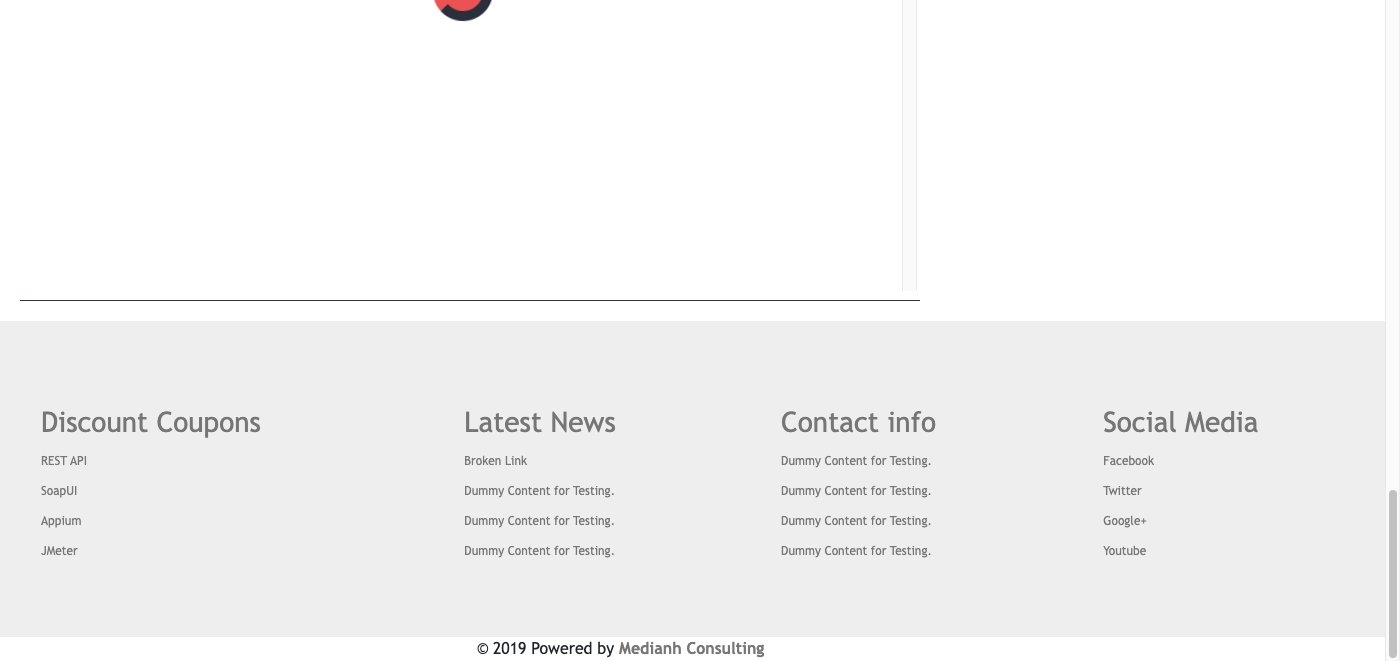 Discount Coupons
REST API
SoapUI
Appium
JMeter
Latest News
Broken Link
Dummy Content for Testing.
Dummy Content for Testing.
Dummy Content for Testing.
Contact info
Dummy Content for Testing.
Dummy Content for Testing.
Dummy Content for Testing.
Dummy Content for Testing.
Social Media
Facebook
Twitter
Google+
Youtube
© 2019 Powered by Medianh Consulting